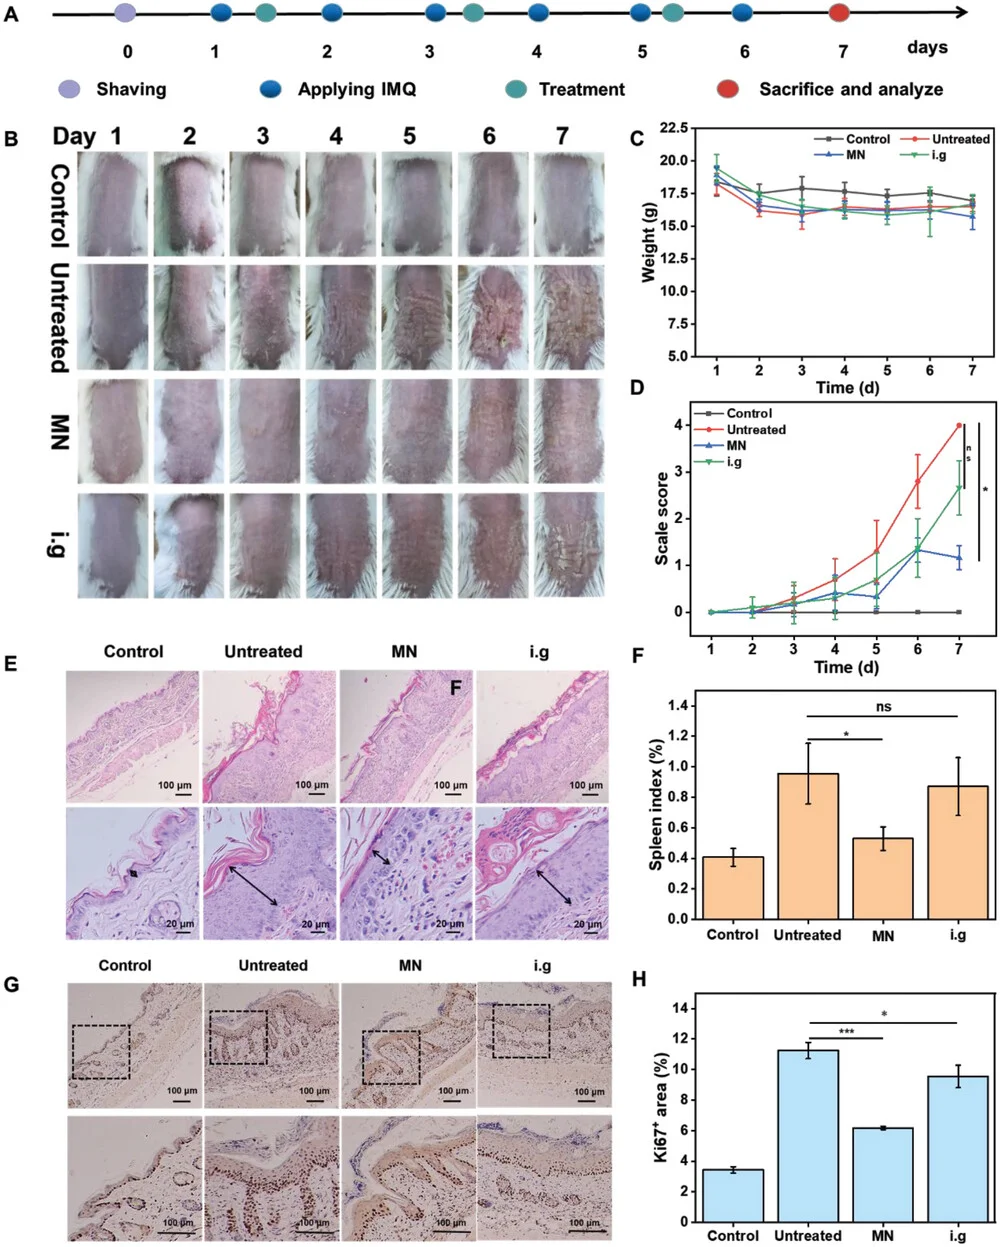 A
0 1 2 3 4 5 6 7 days
Shaving Applying IMQ Treatment Sacrifice and analyze
B
Day 1 2 3 4 5 6 7
Control
Untreated
MN
i.g
C
Control Untreated
MN i.g
22.5
20.0
17.5
15.0
12.5
10.0
7.5
5.0
Weight (g)
1 2 3 4 5 6 7
Time (d)
D
Control
Untreated
MN
i.g
4
3
2
1
0
Scale score
ns
*
1 2 3 4 5 6 7
Time (d)
E
Control Untreated MN i.g
F
100 μm 100 μm 100 μm 100 μm
20 μm 20 μm 20 μm 20 μm
F
1.4
1.2
1.0
0.8
0.6
0.4
0.2
0.0
Spleen index (%)
ns
*
Control Untreated MN i.g
G
Control Untreated MN i.g
100 μm 100 μm 100 μm 100 μm
100 μm 100 μm 100 μm 100 μm
H
14
12
10
8
6
4
2
0
Ki67⁺ area (%)
*
***
Control Untreated MN i.g